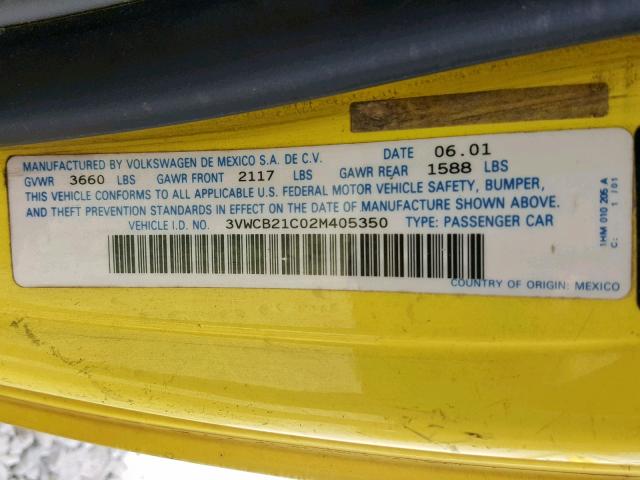 MANUFACTURED BY VOLKSWAGEN DE MEXICO S.A. DE C.V. DATE 06.01
GVWR 3660 LBS GAWR FRONT 2117 LBS GAWR REAR 1588 LBS
THIS VEHICLE CONFORMS TO ALL APPLICABLE U.S. FEDERAL MOTOR VEHICLE SAFETY, BUMPER,
AND THEFT PREVENTION STANDARDS IN EFFECT ON THE DATE OF MANUFACTURE SHOWN ABOVE.
VEHICLE I.D. NO. 3VWCB21C02M405350 TYPE: PASSENGER CAR
COUNTRY OF ORIGIN: MEXICO
1HM 010 205 A
C: 1 / 01